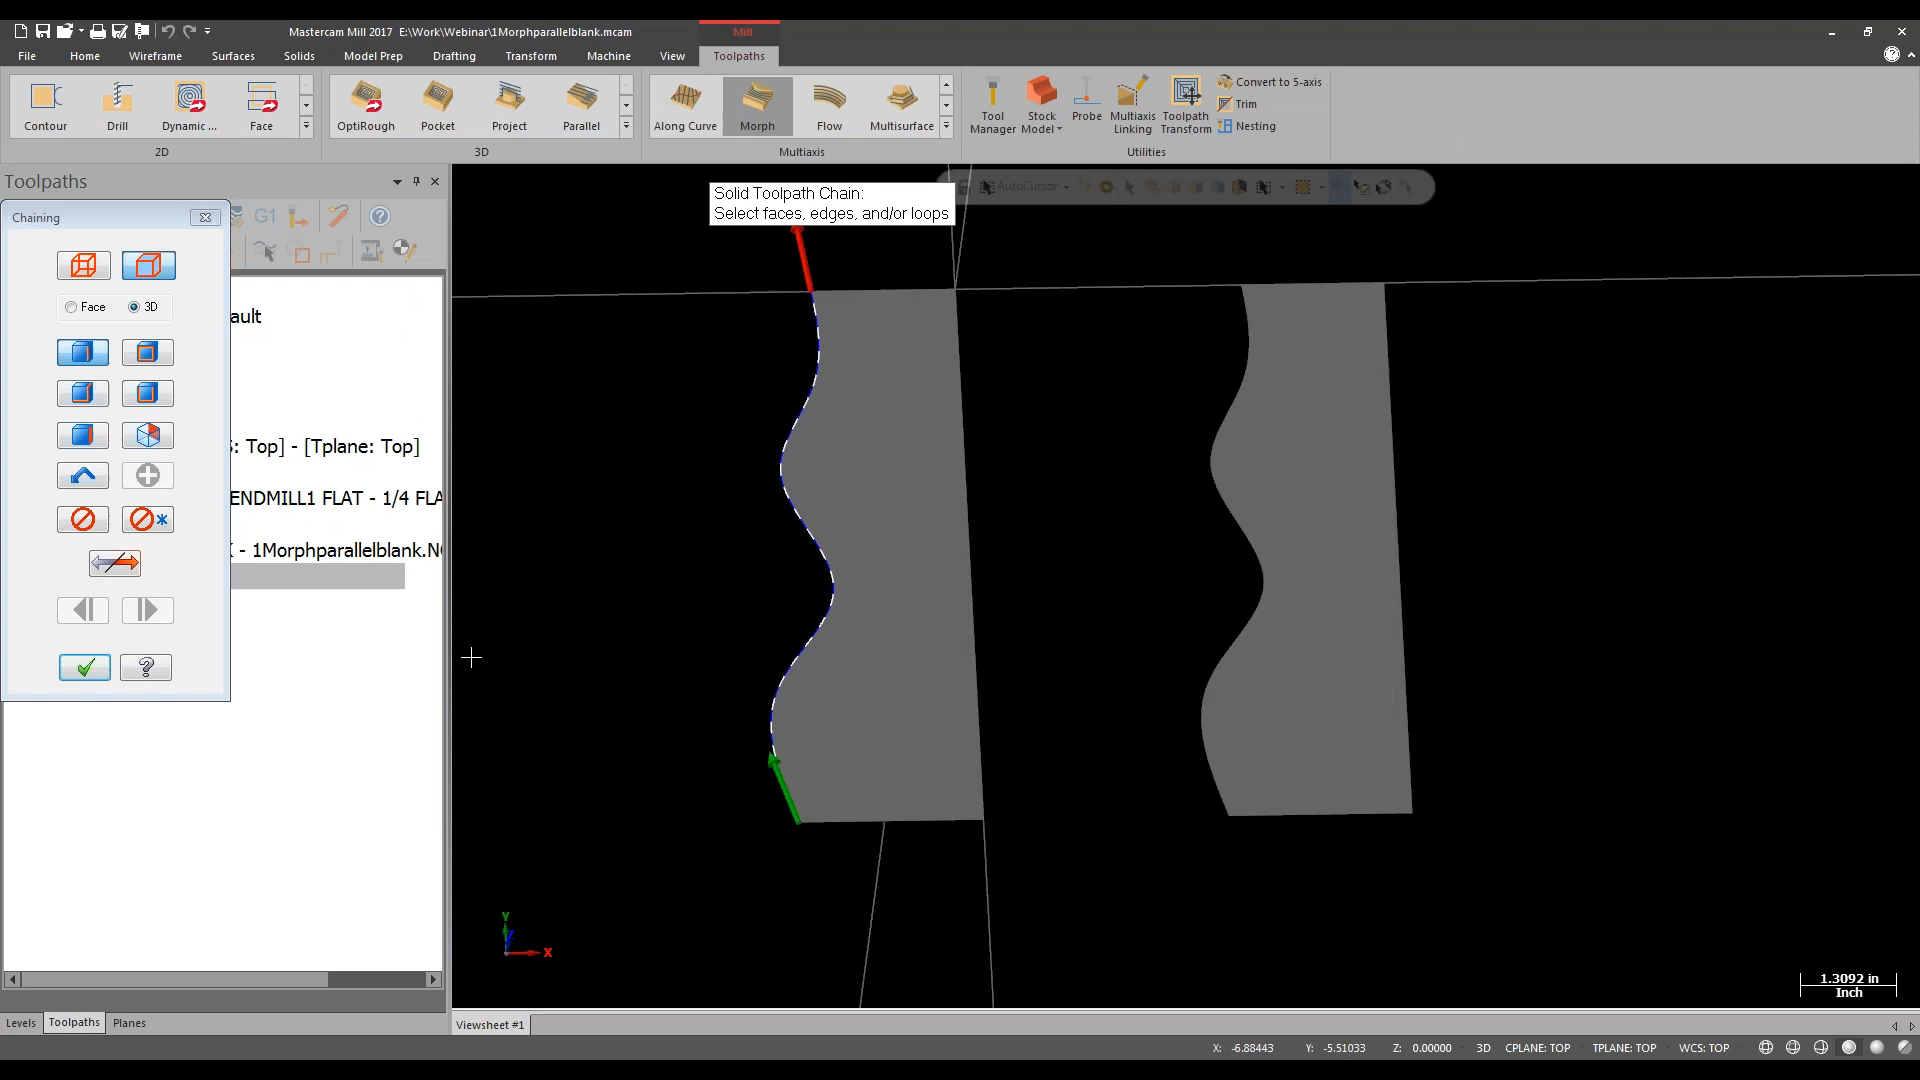 Mastercam Mill 2017 E:\Work\Webinar\1Morphparallelblank.mcam
Mill
File Home Wireframe Surfaces Solids Model Prep Drafting Transform Machine View Toolpaths
Contour Drill Dynamic ... Face
2D
OptiRough Pocket Project Parallel
3D
Along Curve Morph Flow Multisurface
Multiaxis
Tool Manager
Stock Model
Probe
Multiaxis Linking
Toolpath Transform
Convert to 5-axis
Trim
Nesting
Utilities
Toolpaths
Chaining
G1
Face 3D
ault
: Top] - [Tplane: Top]
ENDMILL1 FLAT - 1/4 FLA
- 1Morphparallelblank.N
AutoCursor
Solid Toolpath Chain:
Select faces, edges, and/or loops
Y
X
1.3092 in
Inch
Levels Toolpaths Planes
Viewsheet #1
X: -6.88443 Y: -5.51033 Z: 0.00000 3D CPLANE: TOP TPLANE: TOP WCS: TOP